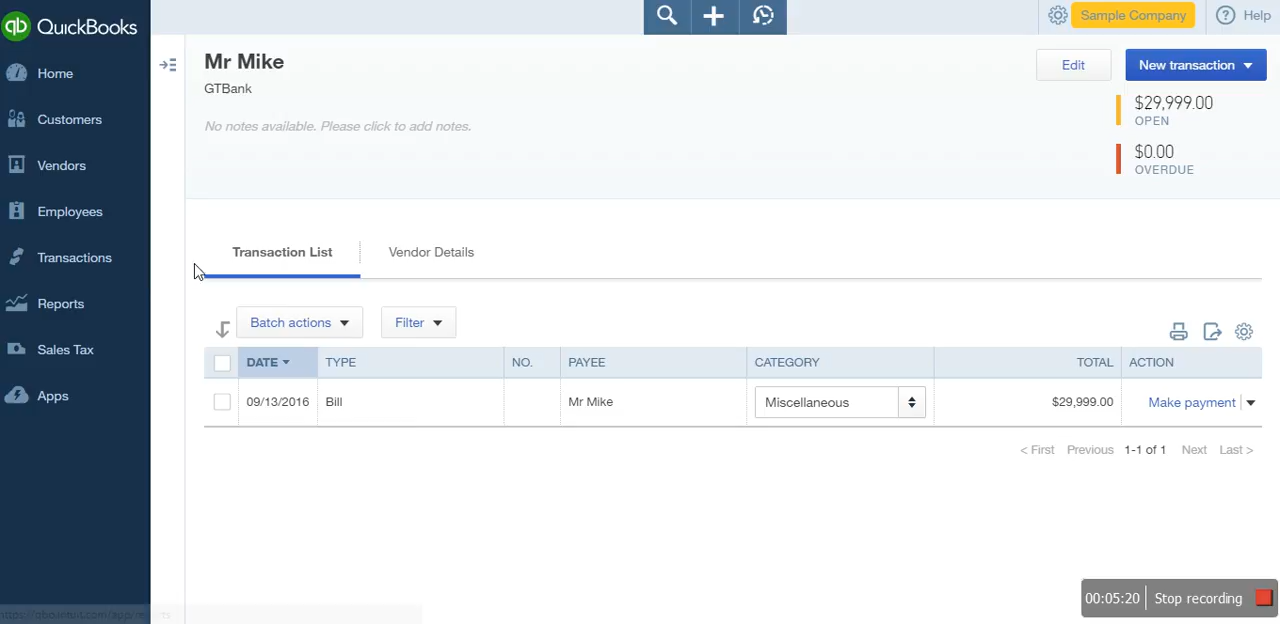 qb QuickBooks
Sample Company
Help
Home
Customers
Vendors
Employees
Transactions
Reports
Sales Tax
Apps
Mr Mike
GTBank
No notes available. Please click to add notes.
Edit
New transaction
$29,999.00
OPEN
$0.00
OVERDUE
Transaction List
Vendor Details
Batch actions
Filter
DATE TYPE NO. PAYEE CATEGORY TOTAL ACTION
09/13/2016 Bill Mr Mike Miscellaneous $29,999.00 Make payment
< First Previous 1-1 of 1 Next Last >
00:05:20 Stop recording